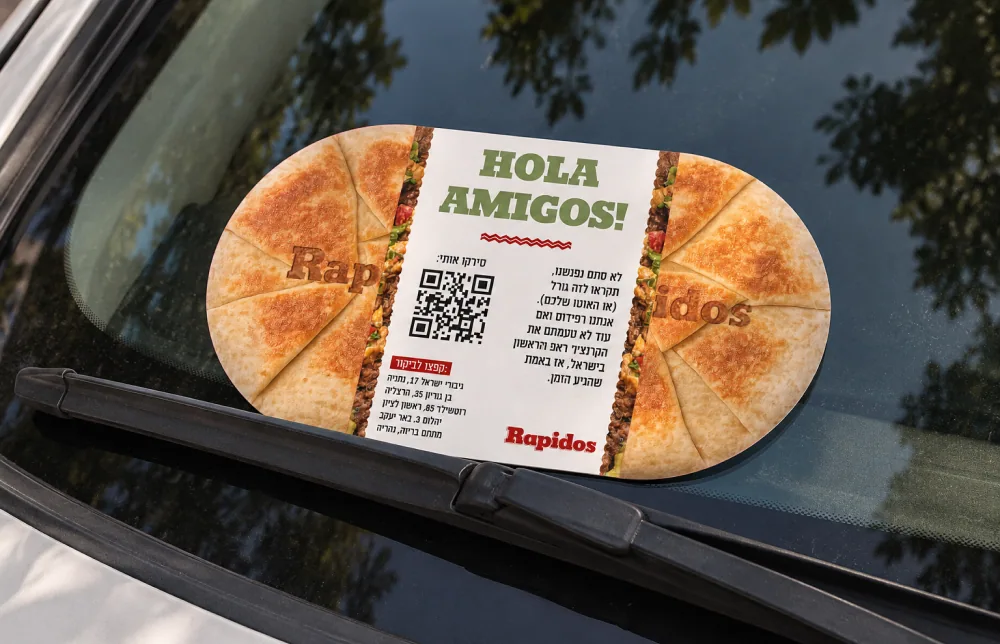 HOLA
AMIGOS!
Rap
idos
לא סתם נפגשנו,
תקראו לזה גורל
(או האוטו שלכם).
אנחנו רפידוס ואם
עוד לא טעמתם את
הקרנצ׳י ראפ הראשון
בישראל, אז באמת
שהגיע הזמן.
סירקו אותי:
קפצו לביקור:
גיבורי ישראל 17, נתניה
בן גוריון 35, הרצליה
רוטשילד 85, ראשון לציון
יהלום 3, באר יעקב
מתחם בריזה, נהריה
Rapidos